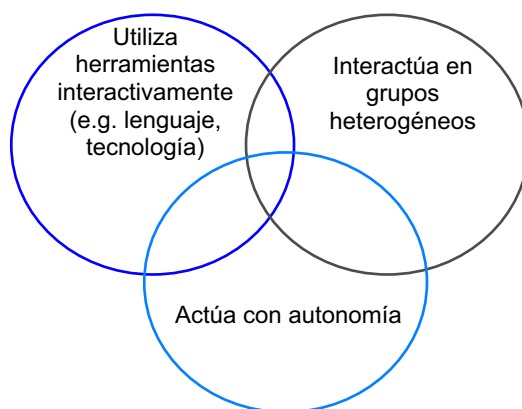 Utiliza
herramientas
interactivamente
(e.g. lenguaje,
tecnología)
Interactúa en
grupos
heterogéneos
Actúa con autonomía